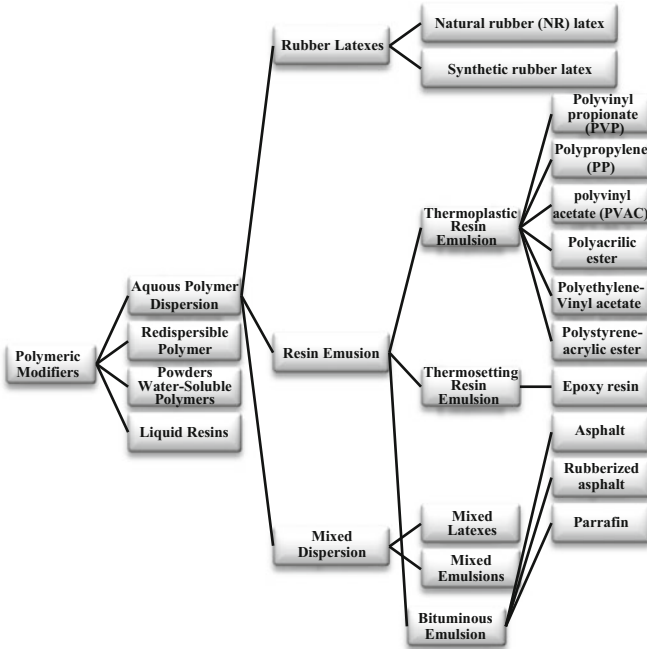 Polymeric
Modifiers
Aquous Polymer
Dispersion
Redispersible
Polymer
Powders
Water-Soluble
Polymers
Liquid Resins
Rubber Latexes
Resin Emusion
Mixed
Dispersion
Natural rubber (NR) latex
Synthetic rubber latex
Thermoplastic
Resin
Emulsion
Thermosetting
Resin
Emulsion
Mixed
Latexes
Mixed
Emulsions
Bituminous
Emulsion
Polyvinyl
propionate
(PVP)
Polypropylene
(PP)
polyvinyl
acetate (PVAC)
Polyacrilic
ester
Polyethylene-
Vinyl acetate
Polystyrene-
acrylic ester
Epoxy resin
Asphalt
Rubberized
asphalt
Parrafin